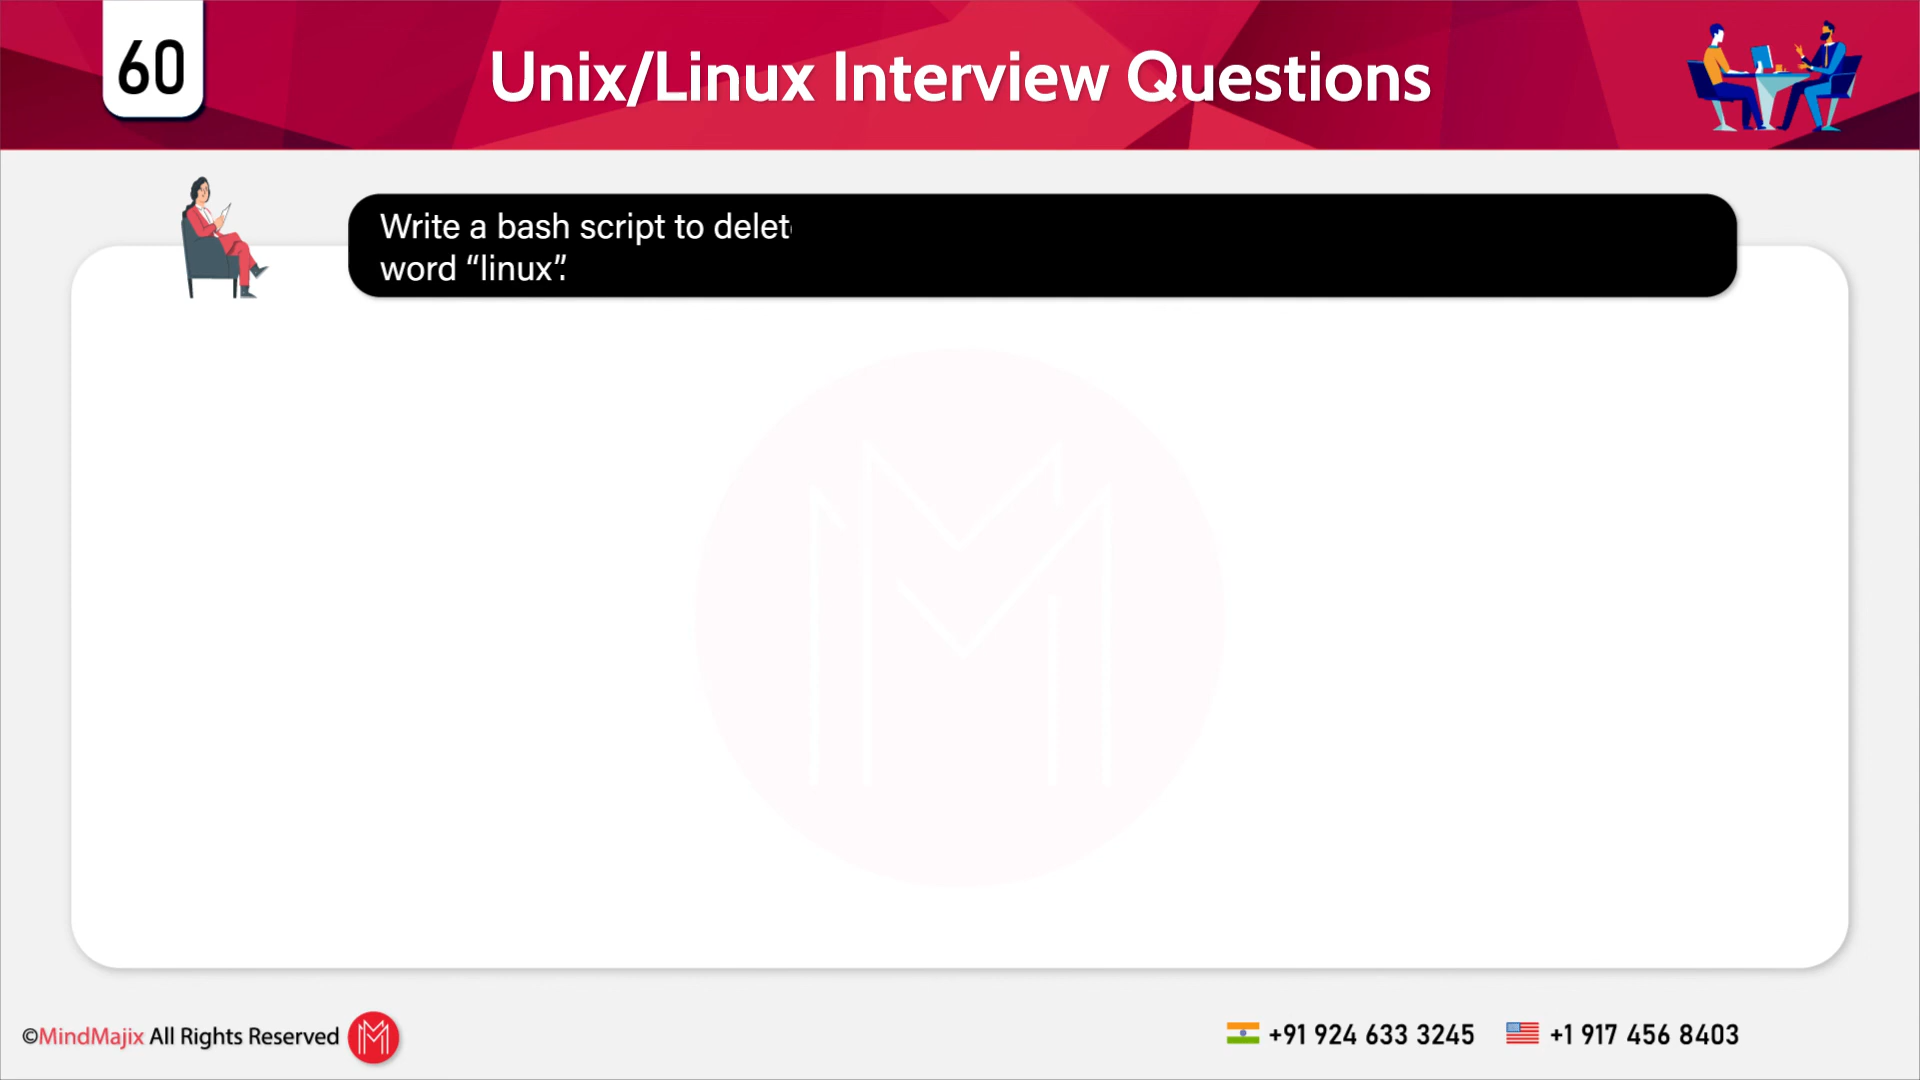 60
Unix/Linux Interview Questions
Write a bash script to delet
word “linux”.
©MindMajix All Rights Reserved
+91 924 633 3245
+1 917 456 8403